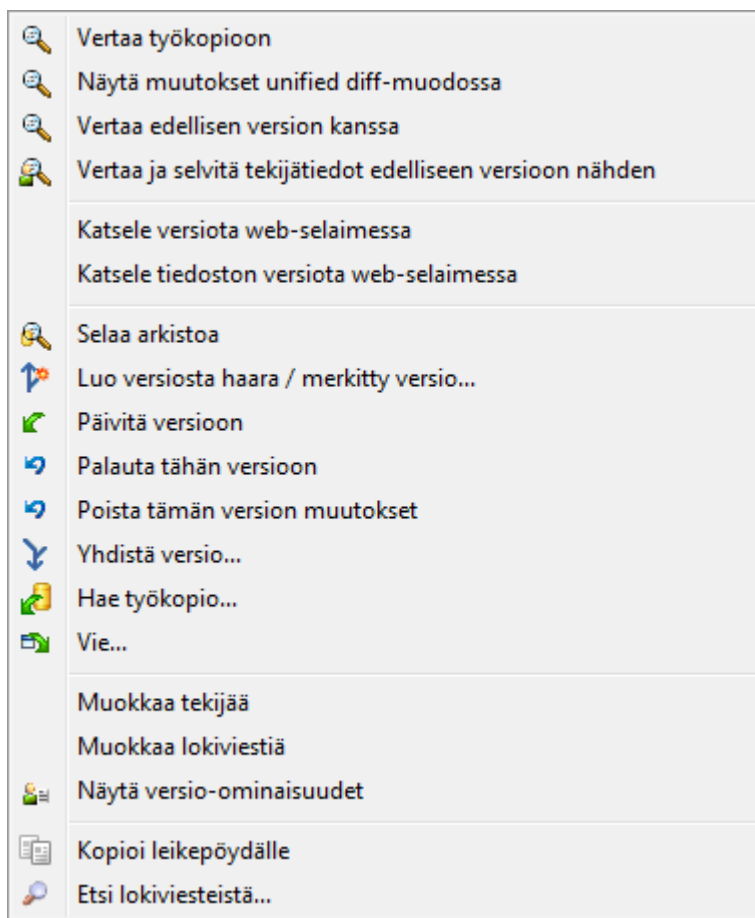 Vertaa työkopioon
Näytä muutokset unified diff-muodossa
Vertaa edellisen version kanssa
Vertaa ja selvitä tekijätiedot edelliseen versioon nähden
Katsele versiota web-selaimessa
Katsele tiedoston versiota web-selaimessa
Selaa arkistoa
Luo versiosta haara / merkitty versio...
Päivitä versioon
Palauta tähän versioon
Poista tämän version muutokset
Yhdistä versio...
Hae työkopio...
Vie...
Muokkaa tekijää
Muokkaa lokiviestiä
Näytä versio-ominaisuudet
Kopioi leikepöydälle
Etsi lokiviesteistä...